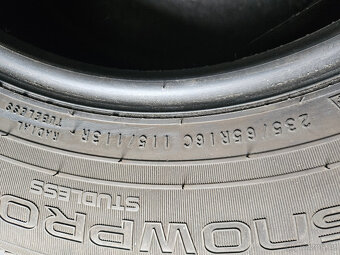 RADIAL
TUBELESS
235/65R16C 115/113R
SNOWPRO
STUDLESS